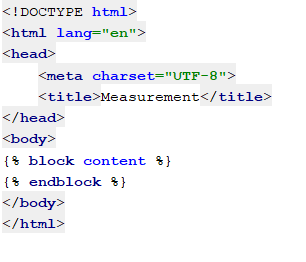 <!DOCTYPE html>
<html lang="en">
<head>
    <meta charset="UTF-8">
    <title>Measurement</title>
</head>
<body>
{% block content %}
{% endblock %}
</body>
</html>